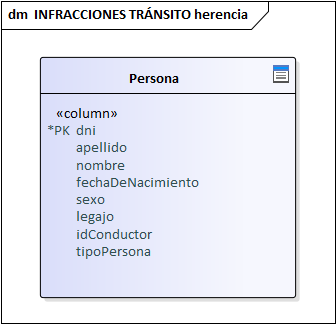 dm INFRACCIONES TRÁNSITO herencia
Persona
«column»
*PK dni
apellido
nombre
fechaDeNacimiento
sexo
legajo
idConductor
tipoPersona